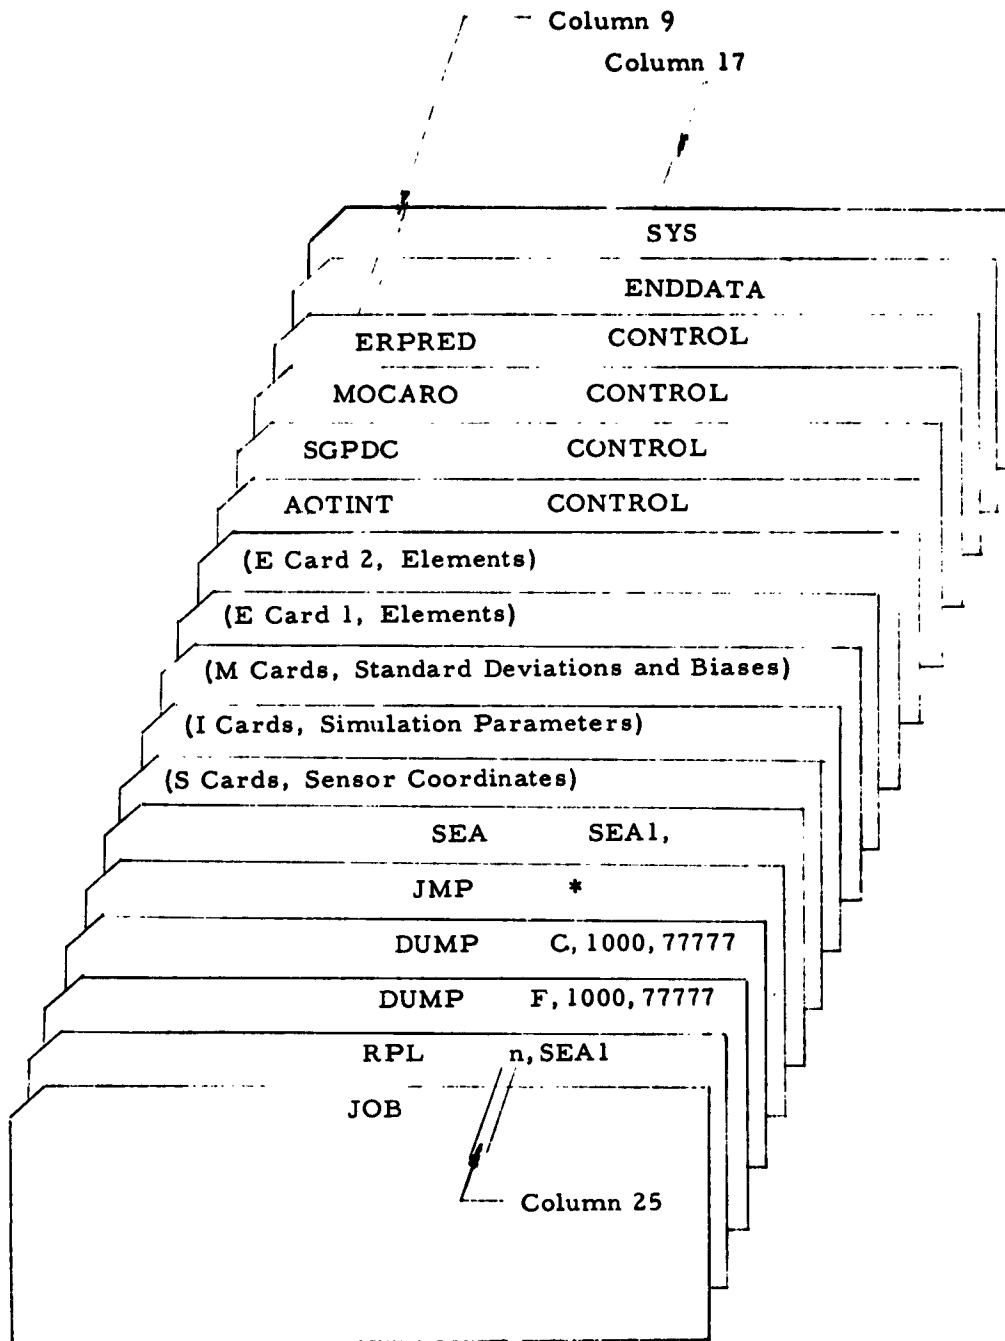 Column 9
Column 17
SYS
ENDDATA
ERPRED CONTROL
MOCARO CONTROL
SGPDC CONTROL
AOTINT CONTROL
(E Card 2, Elements)
(E Card 1, Elements)
(M Cards, Standard Deviations and Biases)
(I Cards, Simulation Parameters)
(S Cards, Sensor Coordinates)
SEA SEA1,
JMP *
DUMP C, 1000, 77777
DUMP F, 1000, 77777
RPL n, SEA1
JOB
Column 25